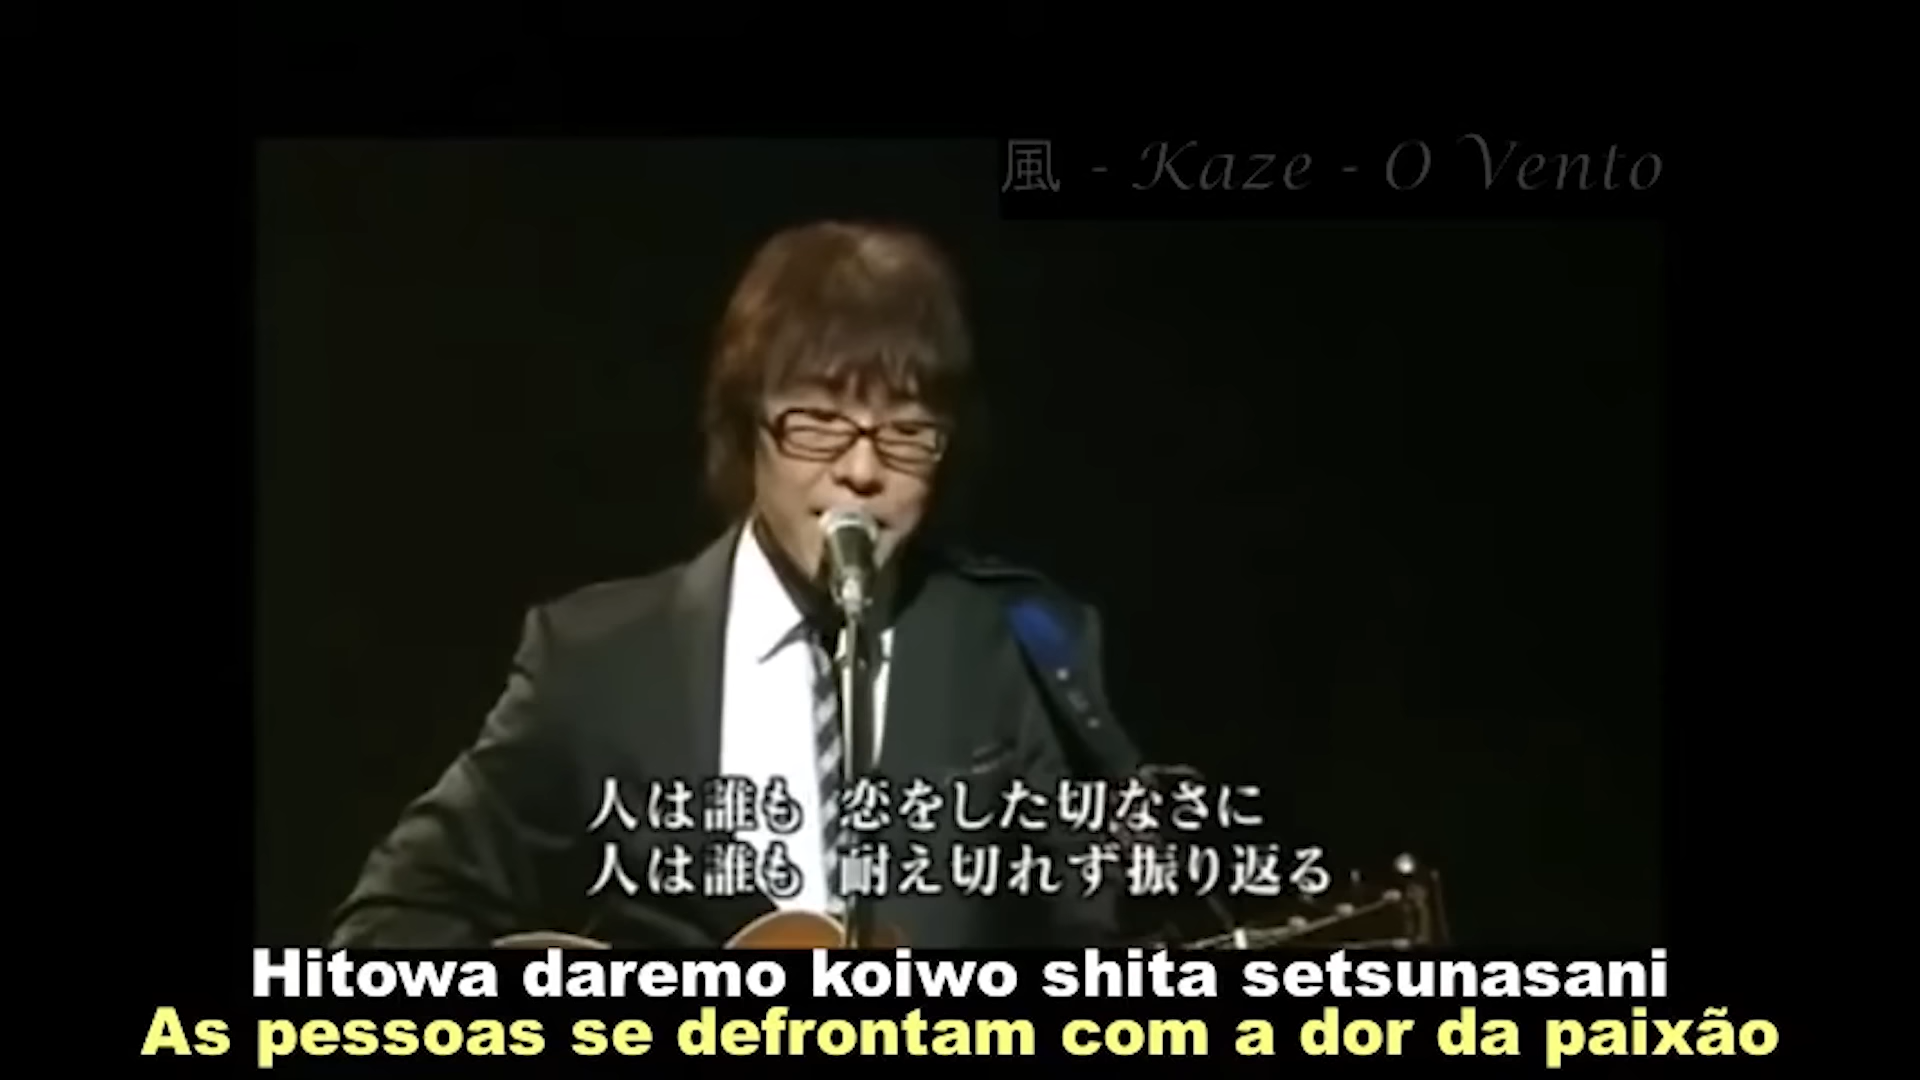 風 - Kaze - O Vento
人は誰も 恋をした切なさに
人は誰も 耐え切れず振り返る
Hitowa daremo koiwo shita setsunasani
As pessoas se defrontam com a dor da paixão